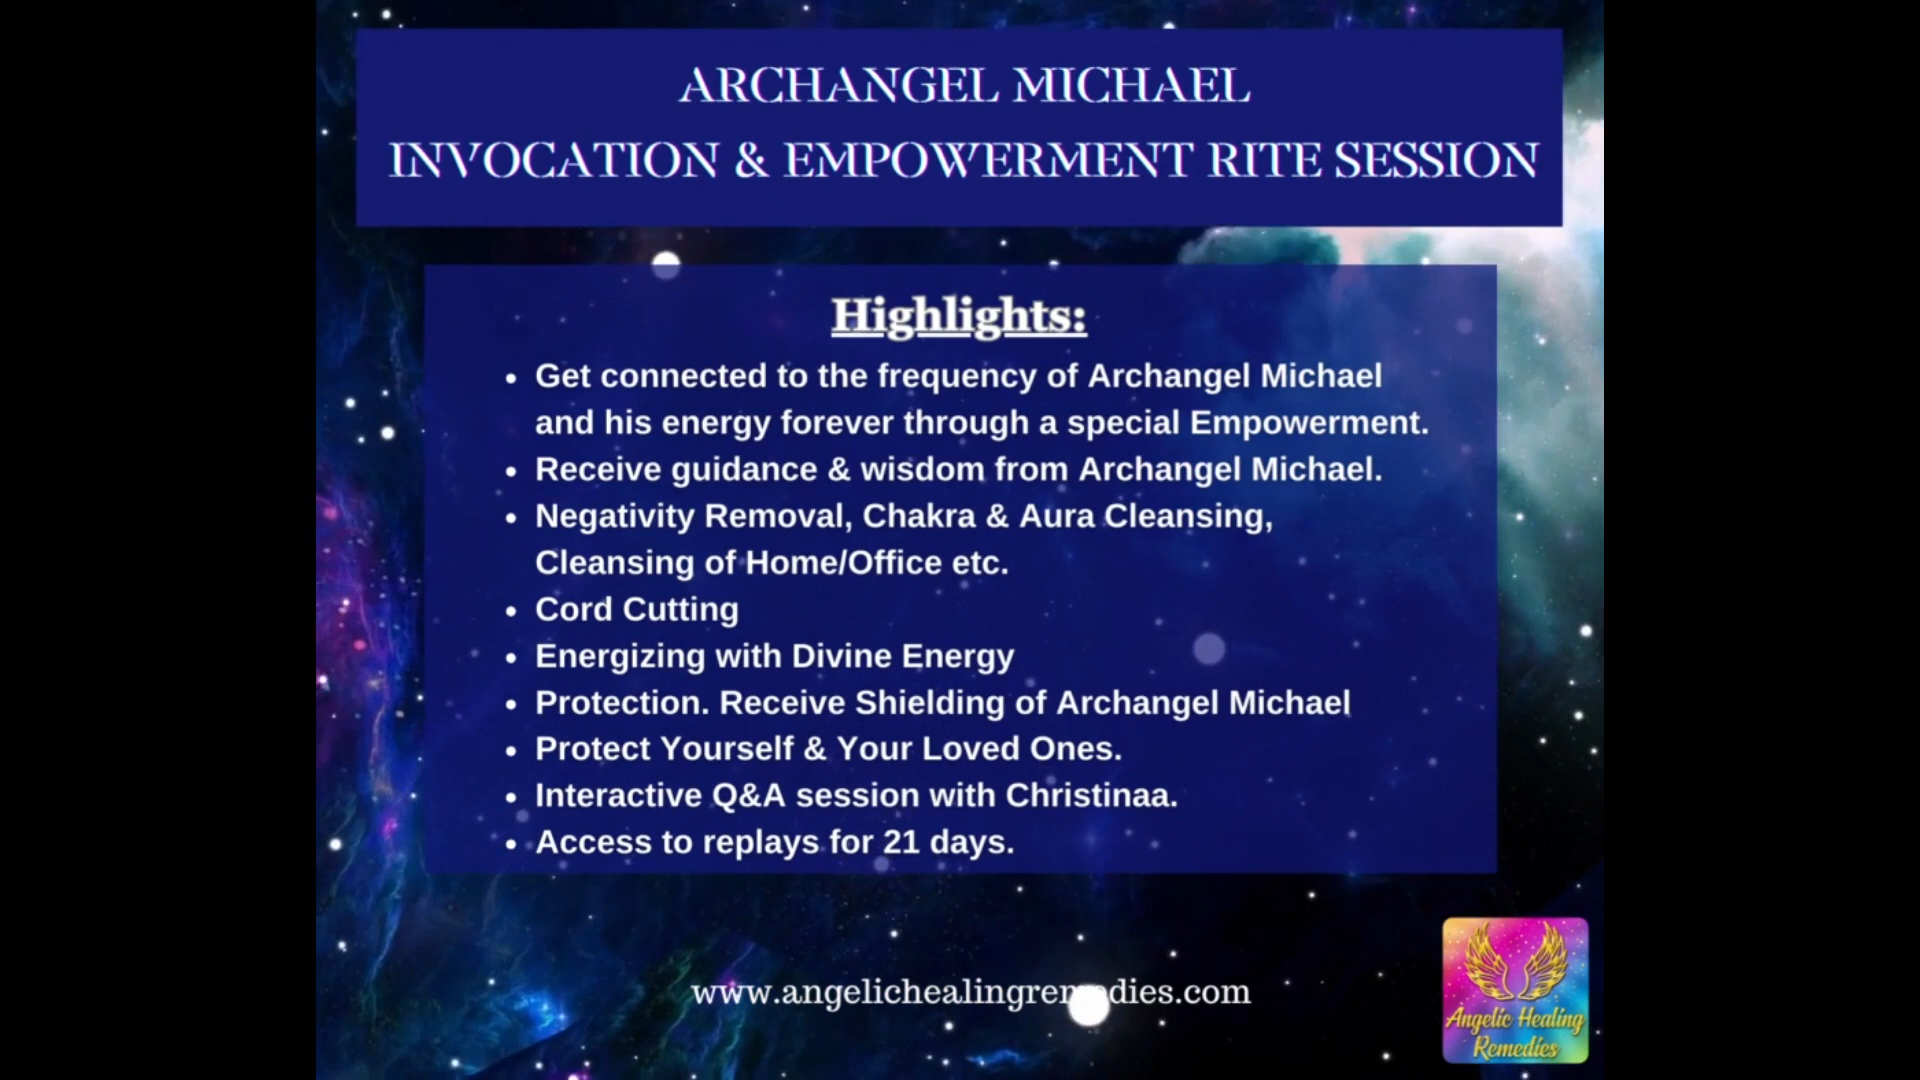 ARCHANGEL MICHAEL
INVOCATION & EMPOWERMENT RITE SESSION
Highlights:
• Get connected to the frequency of Archangel Michael
and his energy forever through a special Empowerment.
• Receive guidance & wisdom from Archangel Michael.
• Negativity Removal, Chakra & Aura Cleansing,
Cleansing of Home/Office etc.
• Cord Cutting
• Energizing with Divine Energy
• Protection. Receive Shielding of Archangel Michael
• Protect Yourself & Your Loved Ones.
• Interactive Q&A session with Christinaa.
• Access to replays for 21 days.
www.angelichealingremedies.com
Angelic Healing
Remedies